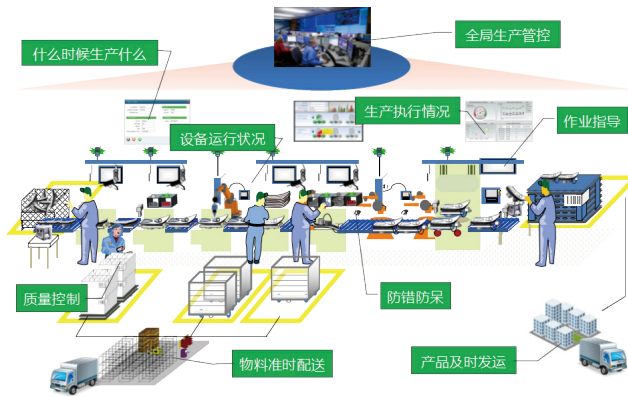 全局生产管控
什么时候生产什么
生产执行情况
设备运行状况
作业指导
质量控制
防错防呆
物料准时配送
产品及时发运